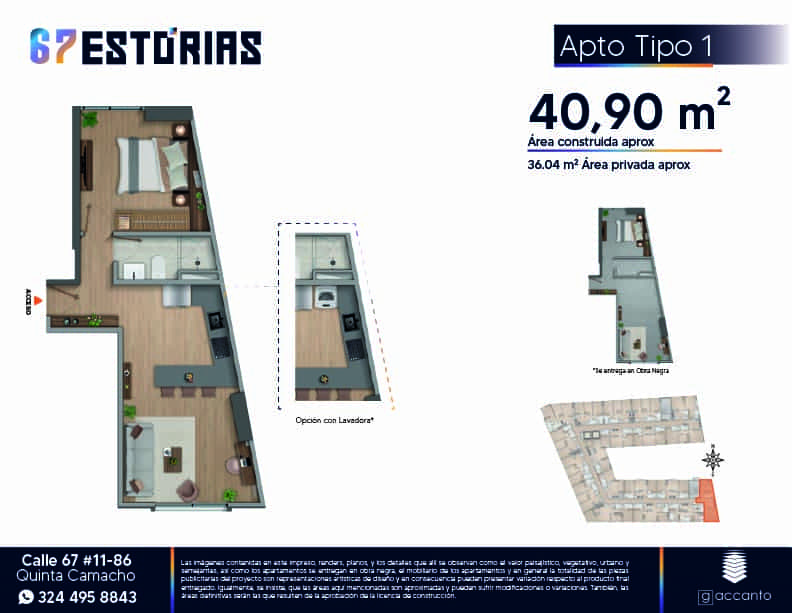 67 ESTORIAS
Apto Tipo 1
40,90 m²
Área construida aprox
36.04 m² Área privada aprox
ACCESO
Opción con Lavadora*
*Se entrega en Obra Negra
N
Calle 67 #11-86
Quinta Camacho
324 495 8843
Las imágenes contenidas en este impreso, renders, planos, y los detalles que allí se observan como el valor paisajístico, vegetativo, urbano y
semejantes, así como los apartamentos se entregan en obra negra, el mobiliario de los apartamentos y en general la totalidad de las piezas
publicitarias del proyecto son representaciones artísticas de diseño y en consecuencia pueden presentar variación respecto al producto final
entregado. Igualmente, se insiste, que las áreas aquí mencionadas son aproximadas y pueden sufrir modificaciones o variaciones. También, las
áreas definitivas serán las que resulten de la aprobación de la licencia de construcción.
g accanto